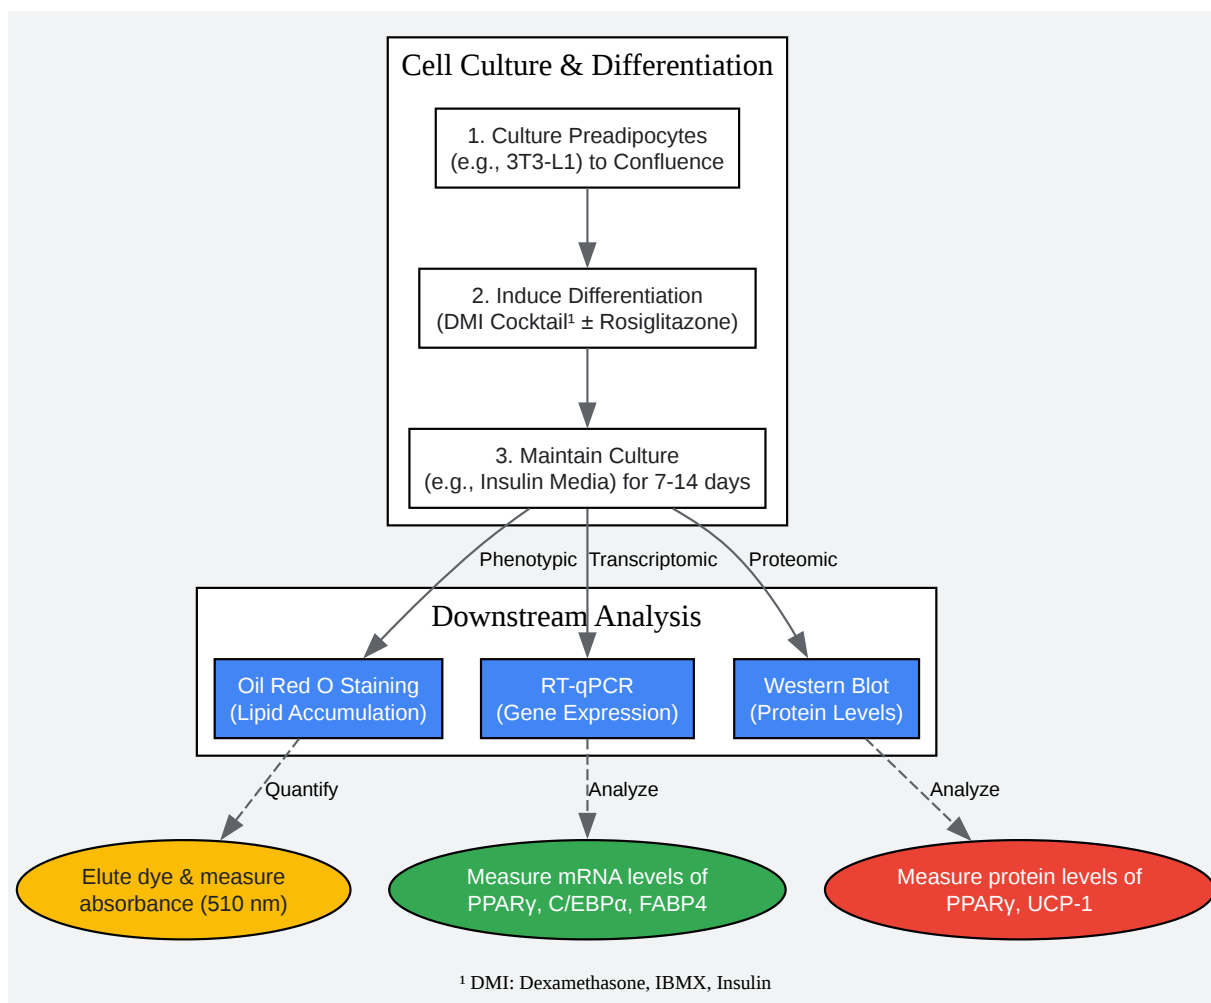 Cell Culture & Differentiation
1. Culture Preadipocytes
(e.g., 3T3-L1) to Confluence
2. Induce Differentiation
(DMI Cocktail¹ ± Rosiglitazone)
3. Maintain Culture
(e.g., Insulin Media) for 7-14 days
Phenotypic
Transcriptomic
Proteomic
Downstream Analysis
Oil Red O Staining
(Lipid Accumulation)
RT-qPCR
(Gene Expression)
Western Blot
(Protein Levels)
Quantify
Analyze
Analyze
Elute dye & measure
absorbance (510 nm)
Measure mRNA levels of
PPARγ, C/EBPα, FABP4
Measure protein levels of
PPARγ, UCP-1
¹ DMI: Dexamethasone, IBMX, Insulin